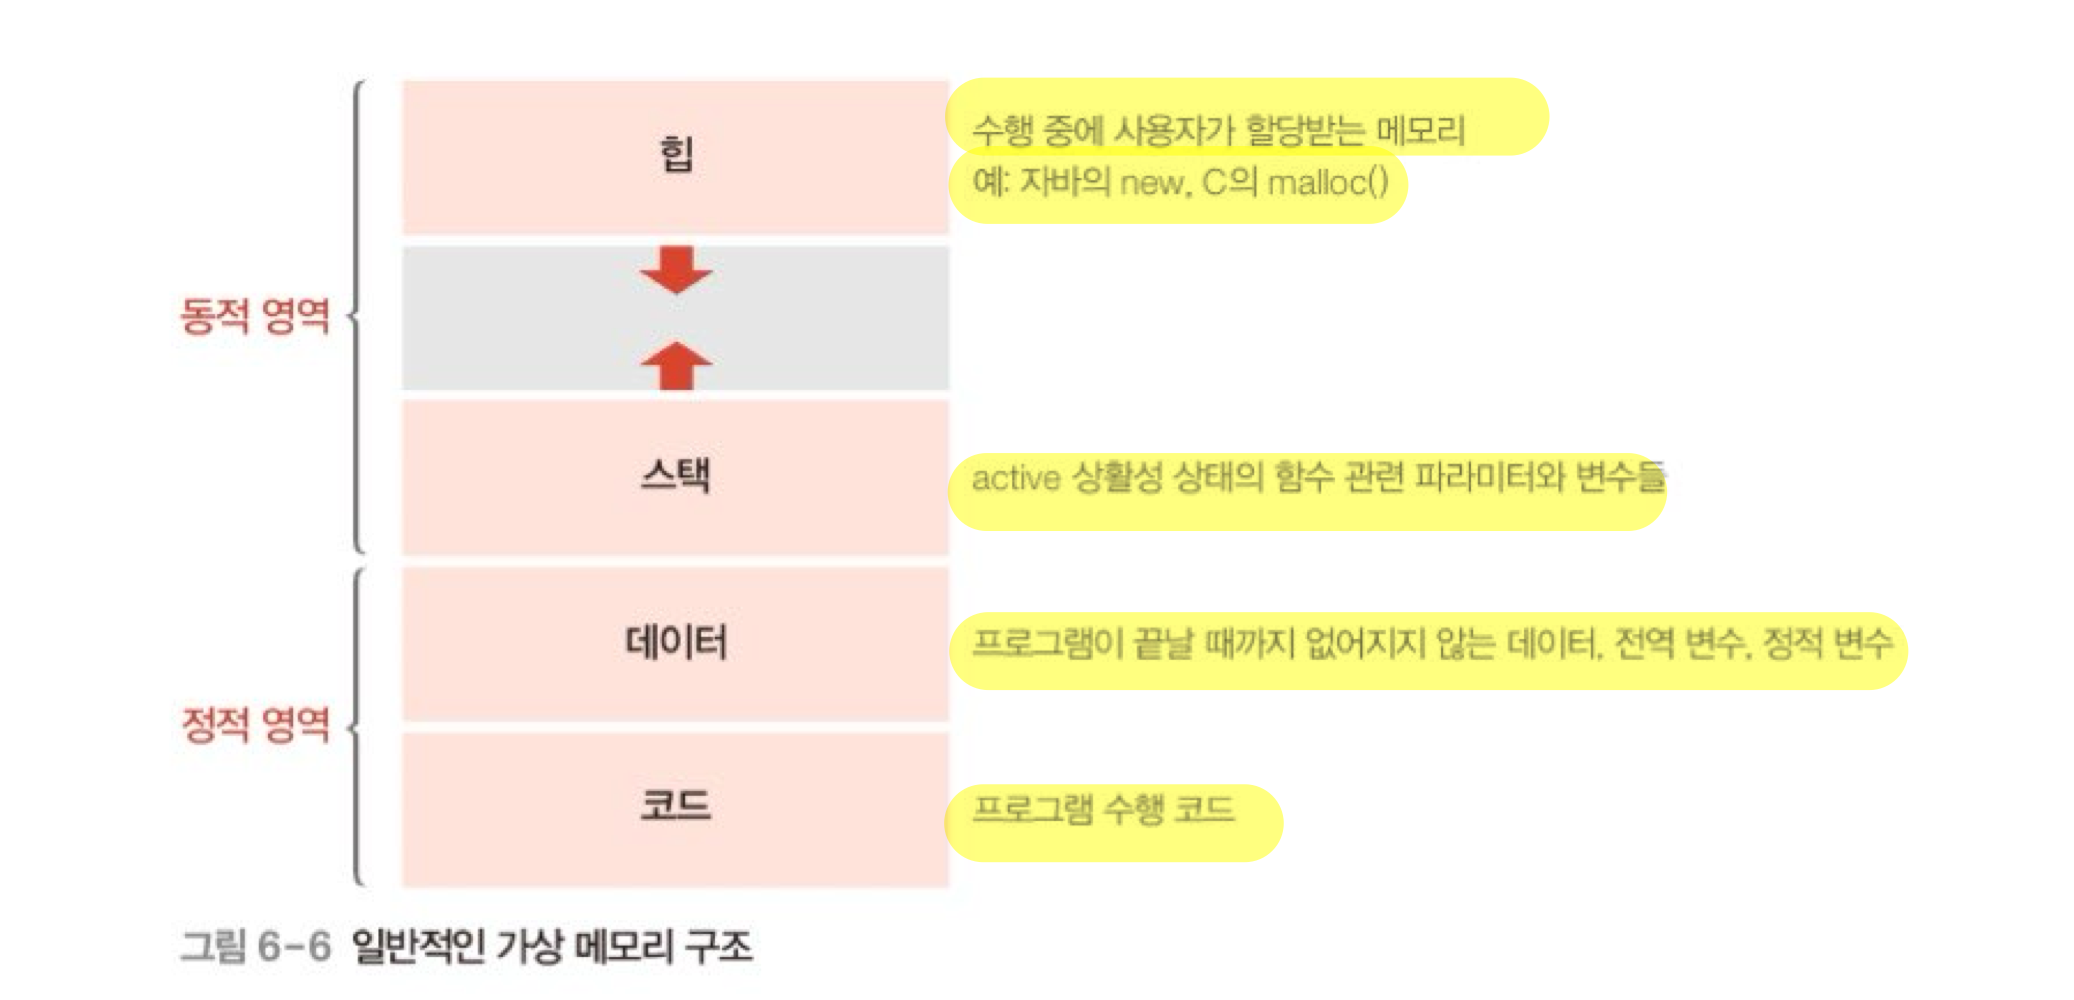 힙
수행 중에 사용자가 할당받는 메모리
예: 자바의 new, C의 malloc()
동적 영역
스택
active 상활성 상태의 함수 관련 파라미터와 변수들
데이터
프로그램이 끝날 때까지 없어지지 않는 데이터, 전역 변수, 정적 변수
정적 영역
코드
프로그램 수행 코드
그림 6-6 일반적인 가상 메모리 구조